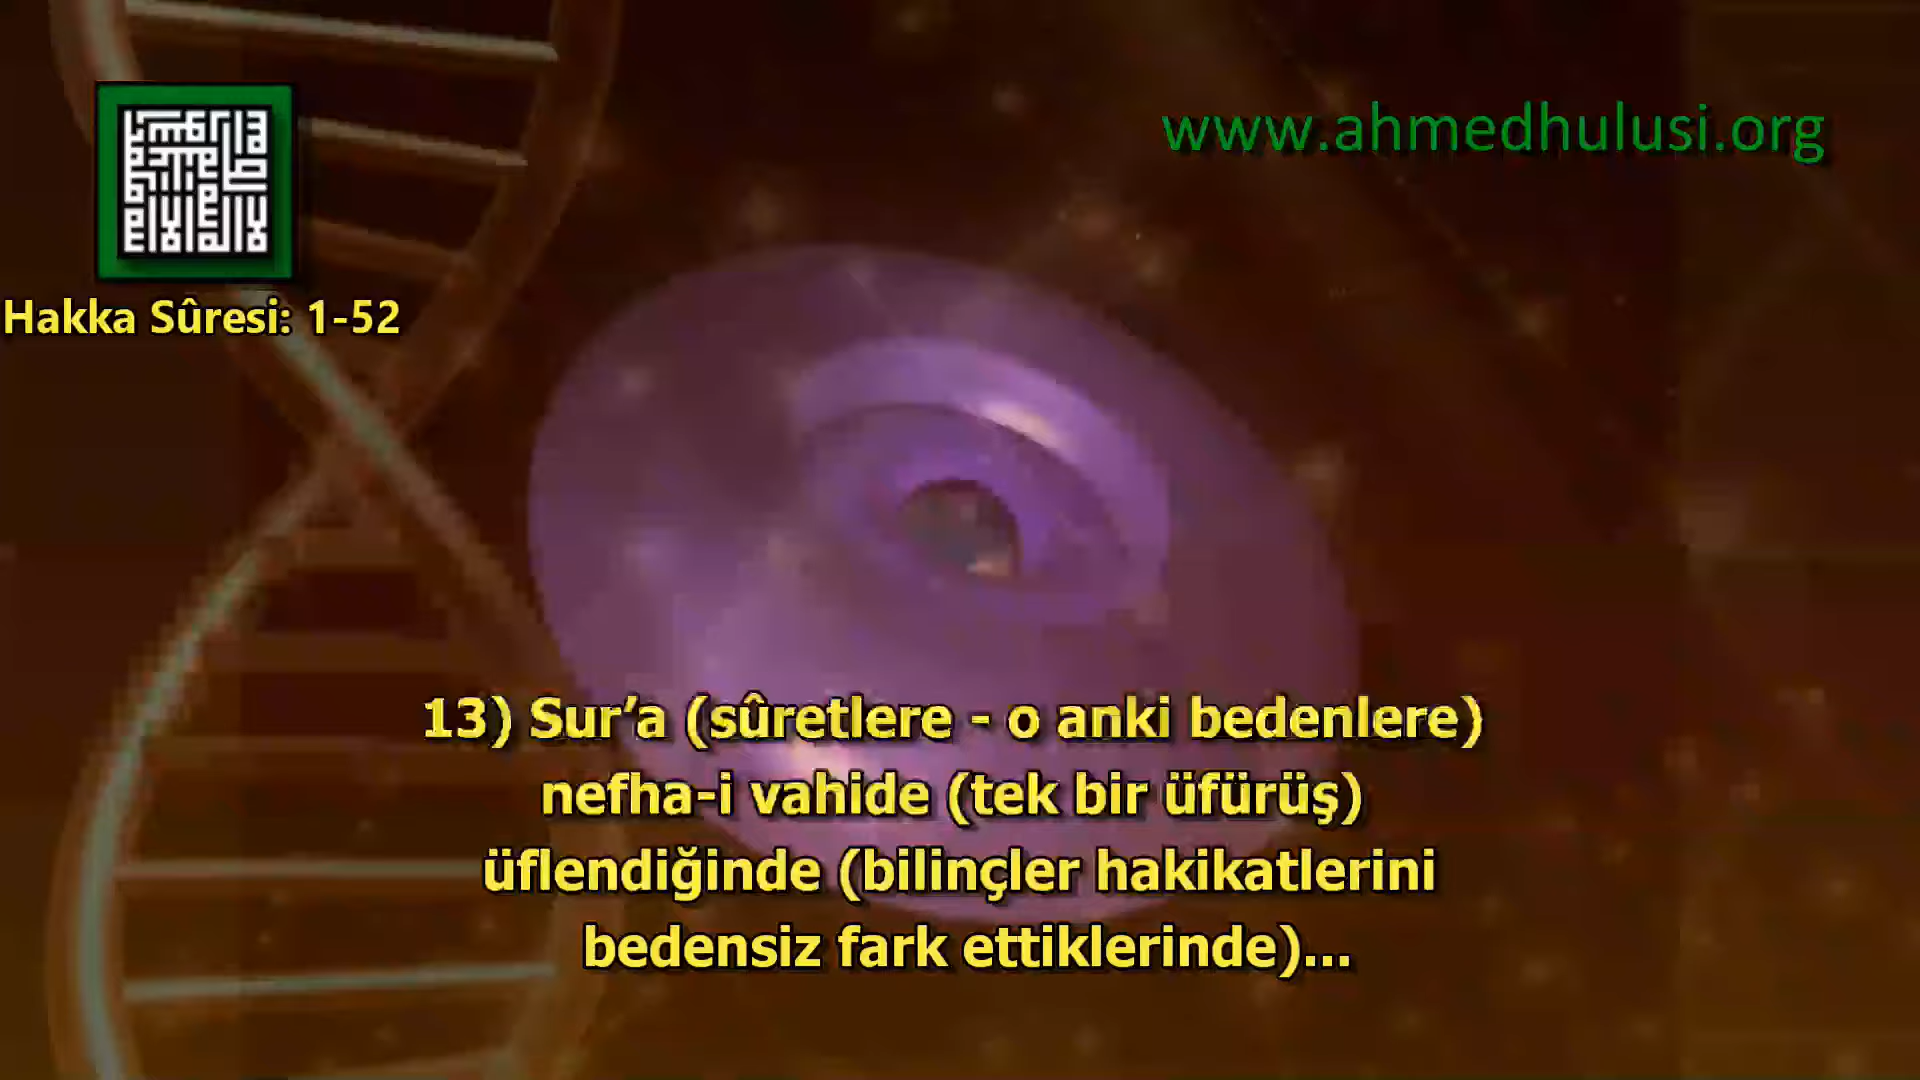 www.ahmedhulusi.org
Hakka Sûresi: 1-52
13) Sur’a (sûretlere - o anki bedenlere)
nefha-i vahide (tek bir üfürüş)
üflendiğinde (bilinçler hakikatlerini
bedensiz fark ettiklerinde)...